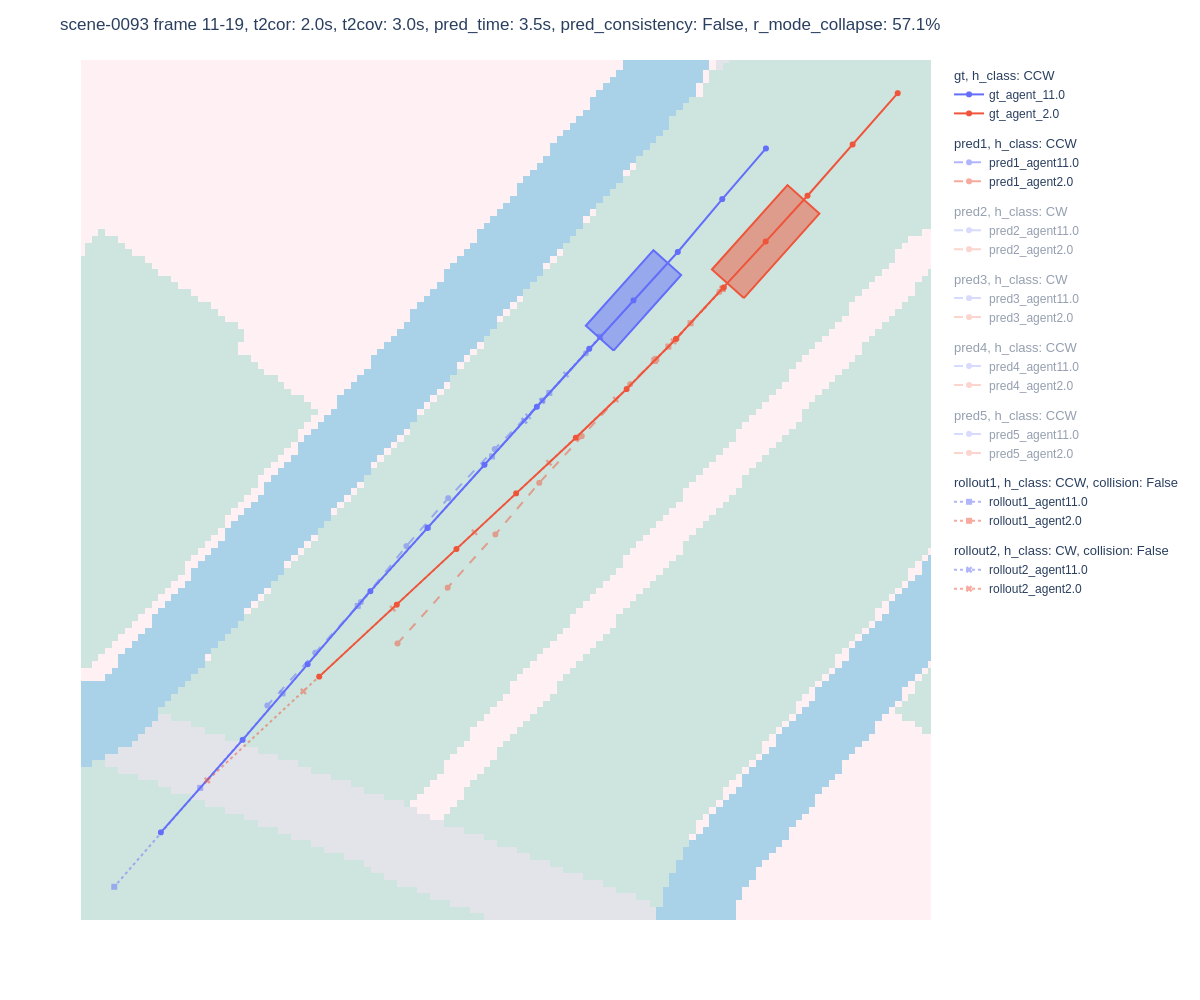 scene-0093 frame 11-19, t2cor: 2.0s, t2cov: 3.0s, pred_time: 3.5s, pred_consistency: False, r_mode_collapse: 57.1%
gt, h_class: CCW
gt_agent_11.0
gt_agent_2.0
pred1, h_class: CCW
pred1_agent11.0
pred1_agent2.0
pred2, h_class: CW
pred2_agent11.0
pred2_agent2.0
pred3, h_class: CW
pred3_agent11.0
pred3_agent2.0
pred4, h_class: CCW
pred4_agent11.0
pred4_agent2.0
pred5, h_class: CCW
pred5_agent11.0
pred5_agent2.0
rollout1, h_class: CCW, collision: False
rollout1_agent11.0
rollout1_agent2.0
rollout2, h_class: CW, collision: False
rollout2_agent11.0
rollout2_agent2.0